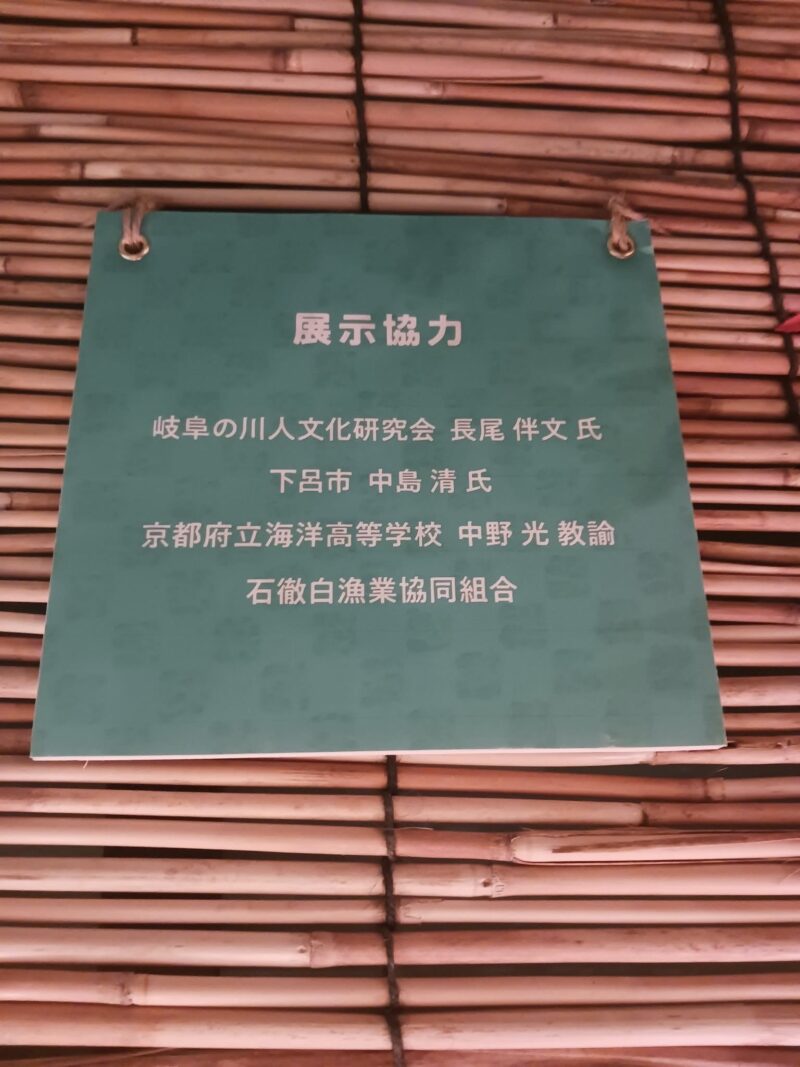 展示協力
岐阜の川人文化研究会 長尾 伴文 氏
下呂市 中島 清 氏
京都府立海洋高等学校 中野 光 教諭
石徹白漁業協同組合